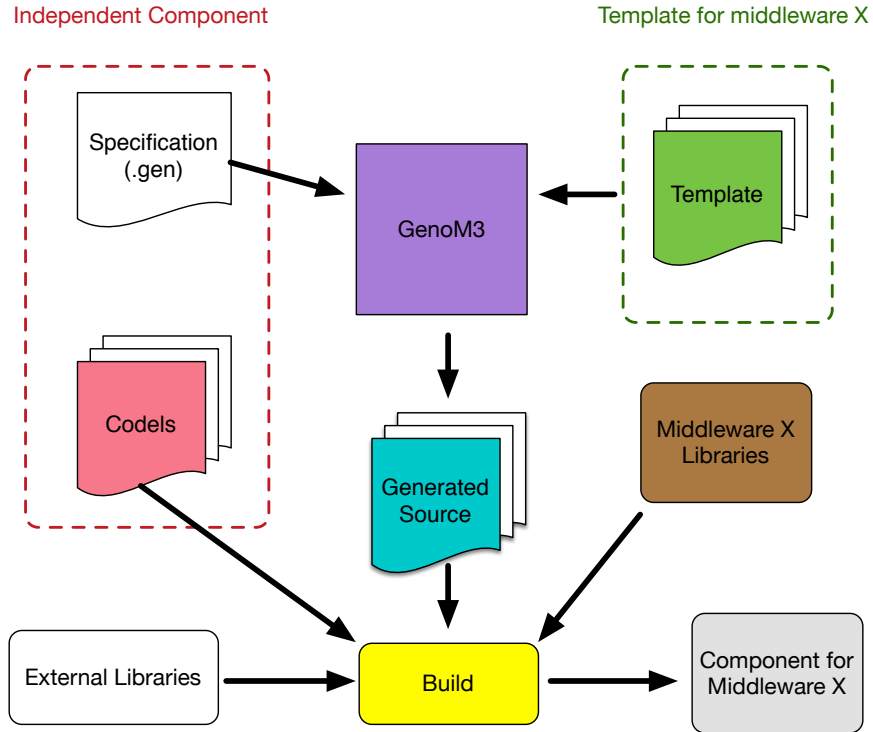 Independent Component
Template for middleware X
Specification
(.gen)
GenoM3
Template
Codels
Generated
Source
Middleware X
Libraries
External Libraries
Build
Component for
Middleware X